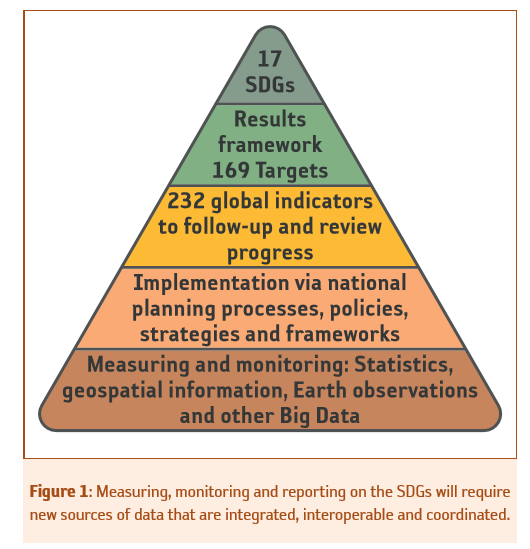 17
SDGs
Results
framework
169 Targets
232 global indicators
to follow-up and review
progress
Implementation via national
planning processes, policies,
strategies and frameworks
Measuring and monitoring: Statistics,
geospatial information, Earth observations
and other Big Data
Figure 1: Measuring, monitoring and reporting on the SDGs will require
new sources of data that are integrated, interoperable and coordinated.